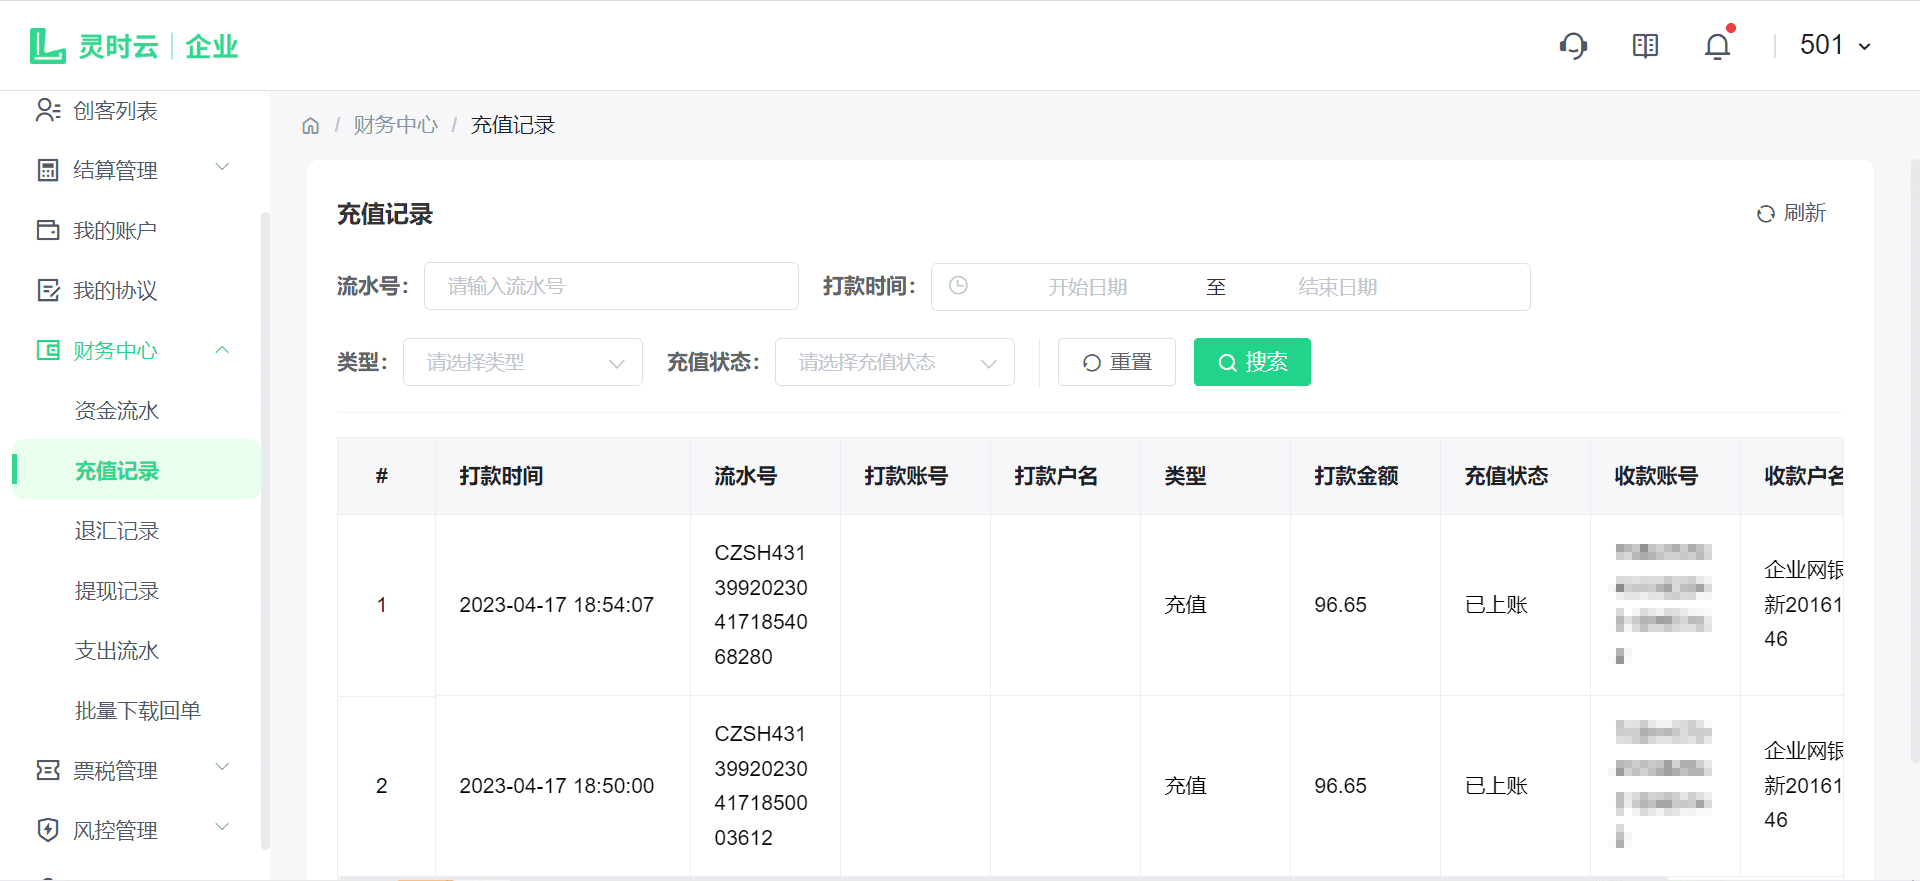 灵时云 | 企业
501
创客列表
结算管理
我的账户
我的协议
财务中心
资金流水
充值记录
退汇记录
提现记录
支出流水
批量下载回单
票税管理
风控管理
/ 财务中心 / 充值记录
充值记录
刷新
流水号: 请输入流水号 打款时间: 开始日期 至 结束日期
类型: 请选择类型 充值状态: 请选择充值状态 重置 搜索
# 打款时间 流水号 打款账号 打款户名 类型 打款金额 充值状态 收款账号 收款户名
1 2023-04-17 18:54:07
CZSH431
39920230
41718540
68280
充值 96.65 已上账
企业网银
新20161
46
2 2023-04-17 18:50:00
CZSH431
39920230
41718500
03612
充值 96.65 已上账
企业网银
新20161
46